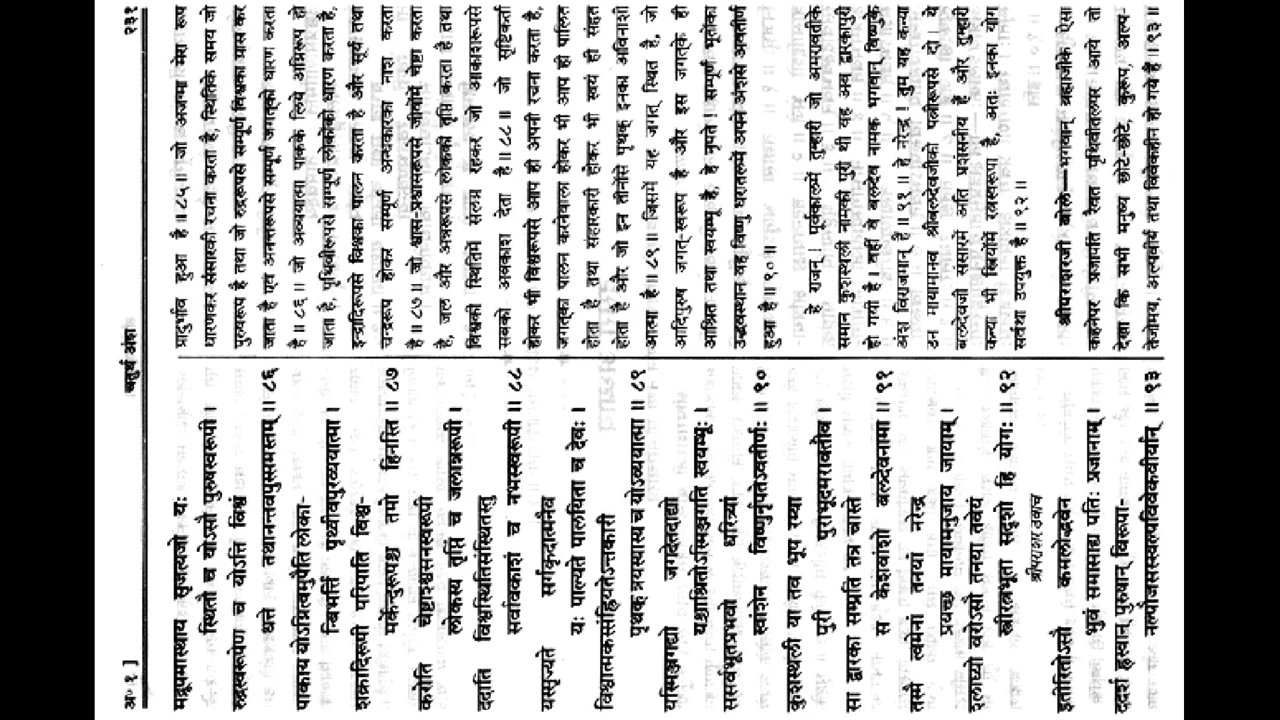 अ० १ ]
चतुर्थ अंश
२३१
मद्रूपमास्थाय सृजत्यजो यः
स्थितौ च योऽसौ पुरुषस्वरूपी ।
रुद्रस्वरूपेण च योऽत्ति विश्वं
धत्ते तथानन्तवपुस्समस्तम् ॥ ८६
पाकाय योऽग्नित्वमुपैति लोका-
न्बिभर्त्ति पृथ्वीवपुरव्ययात्मा ।
शक्रादिरूपी परिपाति विश्व-
मर्केन्दुरूपश्च तमो हिनस्ति ॥ ८७
करोति चेष्टाश्श्वसनस्वरूपी
लोकस्य तृप्तिं च जलान्नरूपी ।
ददाति विश्वस्थितिसंस्थितस्तु
सर्वावकाशं च नभस्स्वरूपी ॥ ८८
यस्सृज्यते सर्गकृदात्मनैव
यः पाल्यते पालयिता च देवः ।
विश्वात्मकस्संह्रियतेऽन्तकारी
पृथक् त्रयस्यास्य च योऽव्ययात्मा ॥ ८९
यस्मिञ्जगद्यो जगदेतदाद्यो
यश्चाश्रितोऽस्मिञ्जगति स्वयम्भूः ।
ससर्वभूतप्रभवो धरित्र्यां
स्वांशेन विष्णुर्नृपतेऽवतीर्णः ॥ ९०
कुशस्थली या तव भूप रम्या
पुरी पुराभूदमरावतीव ।
सा द्वारका सम्प्रति तत्र चास्ते
स केशवांशो बलदेवनामा ॥ ९१
तस्मै त्वमेनां तनयां नरेन्द्र
प्रयच्छ मायामनुजाय जायाम् ।
श्लाघ्यो वरोऽसौ तनया तवेयं
स्त्रीरत्नभूता सदृशो हि योगः ॥ ९२
श्रीपराशर उवाच
इतीरितोऽसौ कमलोद्भवेन
भुवं समासाद्य पतिः प्रजानाम् ।
ददर्श ह्रस्वान् पुरुषान् विरूपा-
नल्पौजसस्स्वल्पविवेकवीर्यान् ॥ ९३
प्रादुर्भाव हुआ है ॥ ८५ ॥ जो अजन्मा मेरा रूप
धारणकर संसारकी रचना करता है, स्थितिके समय जो
पुरुषरूप है तथा जो रुद्ररूपसे सम्पूर्ण विश्वका ग्रास कर
जाता है एवं अनन्तरूपसे सम्पूर्ण जगत्को धारण करता
है ॥ ८६ ॥ जो अव्ययात्मा पाकके लिये अग्निरूप हो
जाता है, पृथिवीरूपसे सम्पूर्ण लोकोंको धारण करता है,
इन्द्रादिरूपसे विश्वका पालन करता है और सूर्य तथा
चन्द्ररूप होकर सम्पूर्ण अन्धकारका नाश करता
है ॥ ८७ ॥ जो श्वास-प्रश्वासरूपसे जीवोंमें चेष्टा करता
है, जल और अन्नरूपसे लोककी तृप्ति करता है तथा
विश्वकी स्थितिमें संलग्न रहकर जो आकाशरूपसे
सबको अवकाश देता है ॥ ८८ ॥ जो सृष्टिकर्ता
होकर भी विश्वरूपसे आप ही अपनी रचना करता है,
जगत्का पालन करनेवाला होकर भी आप ही पालित
होता है तथा संहारकारी होकर भी स्वयं ही संहृत
होता है और जो इन तीनोंसे पृथक् इनका अविनाशी
आत्मा है ॥ ८९ ॥ जिसमें यह जगत् स्थित है, जो
आदिपुरुष जगत्-स्वरूप है और इस जगत्के ही
आश्रित तथा स्वयम्भू है, हे नृपते ! सम्पूर्ण भूतोंका
उद्भवस्थान वह विष्णु धरातलमें अपने अंशसे अवतीर्ण
हुआ है ॥ ९० ॥
हे राजन् ! पूर्वकालमें तुम्हारी जो अमरावतीके
समान कुशस्थली नामकी पुरी थी वह अब द्वारकापुरी
हो गयी है । वहीं वे बलदेव नामक भगवान् विष्णुके
अंश विराजमान् हैं ॥ ९१ ॥ हे नरेन्द्र ! तुम यह कन्या
उन मायामानव श्रीबलदेवजीको पत्नीरूपसे दो । ये
बलदेवजी संसारमें अति प्रशंसनीय हैं और तुम्हारी
कन्या भी स्त्रियोंमें रत्नस्वरूपा है, अतः इनका योग
सर्वथा उपयुक्त है ॥ ९२ ॥
श्रीपराशरजी बोले—भगवान् ब्रह्माजीके ऐसा
कहनेपर प्रजापति रैवत पृथिवीतलपर आये तो
देखा कि सभी मनुष्य छोटे-छोटे, कुरूप, अल्प-
तेजोमय, अल्पवीर्य तथा विवेकहीन हो गये हैं ॥ ९३ ॥